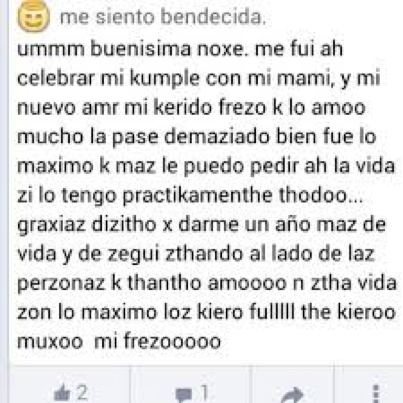 me siento bendecida.
ummm buenisima noxe. me fui ah
celebrar mi kumple con mi mami, y mi
nuevo amr mi kerido frezo k lo amoo
mucho la pase demaziado bien fue lo
maximo k maz le puedo pedir ah la vida
zi lo tengo practikamenthe thodoo...
graxiaz dizitho x darme un año maz de
vida y de zegui zthando al lado de laz
perzonaz k thantho amoooo n ztha vida
zon lo maximo loz kiero fulllll the kieroo
muxoo mi frezooooo
2 1